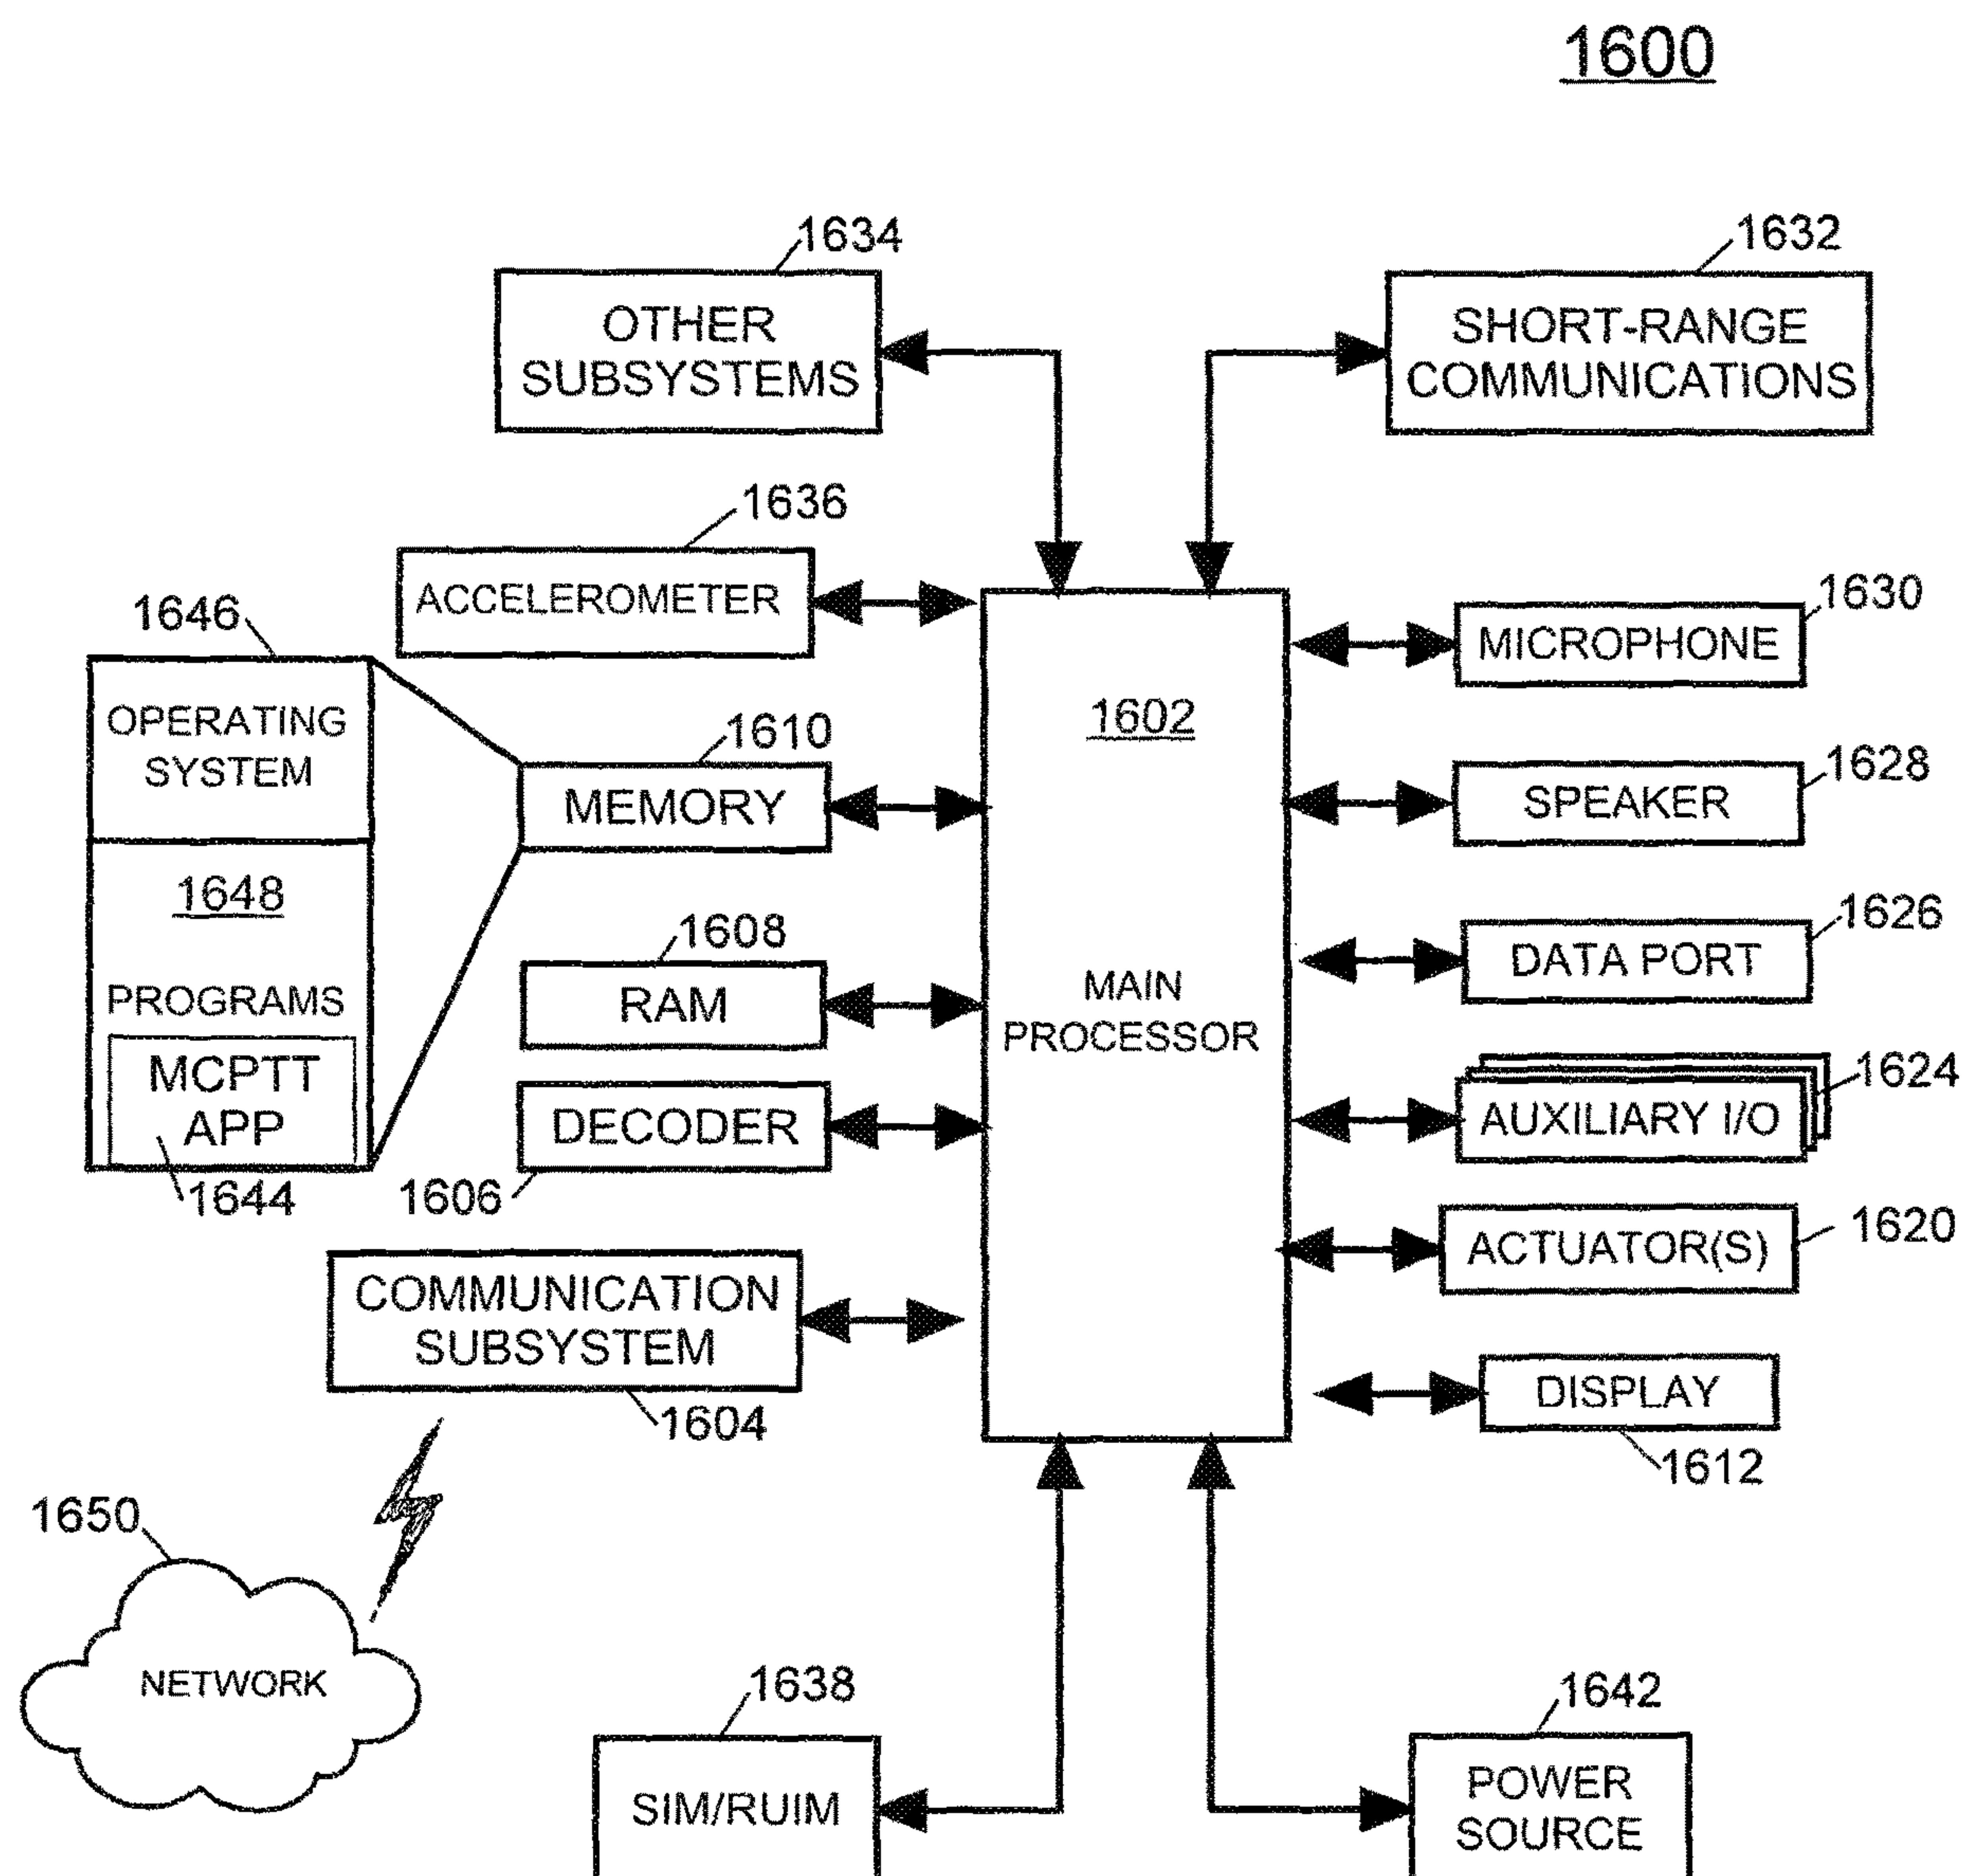 1600
1634
OTHER
SUBSYSTEMS
1632
SHORT-RANGE
COMMUNICATIONS
1636
ACCELEROMETER
1646
OPERATING
SYSTEM
1648
PROGRAMS
MCPTT
APP
1644
1610
MEMORY
1608
RAM
DECODER
1606
COMMUNICATION
SUBSYSTEM
1604
1602
MAIN
PROCESSOR
1630
MICROPHONE
1628
SPEAKER
1626
DATA PORT
1624
AUXILIARY I/O
1620
ACTUATOR(S)
DISPLAY
1612
1650
NETWORK
1638
SIM/RUIM
1642
POWER
SOURCE